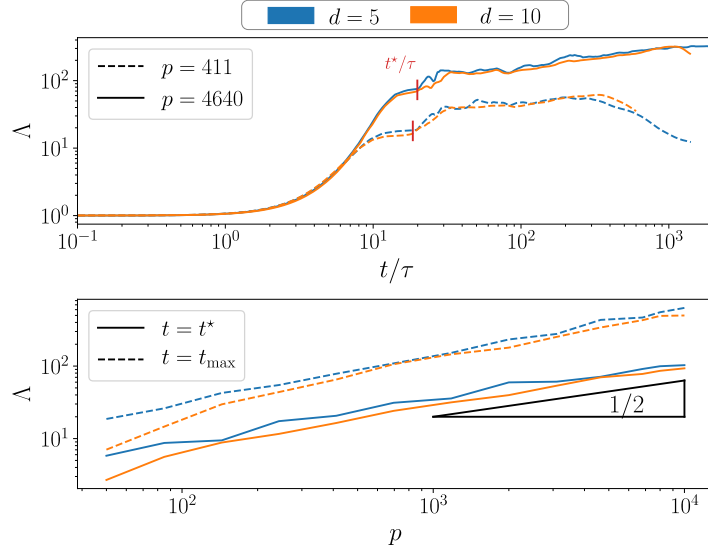 d = 5 d = 10
p = 411
p = 4640
t⋆/τ
Λ
10² 10¹ 10⁰
10⁻¹ 10⁰ 10¹ 10² 10³
t/τ
t = t⋆
t = t_max
Λ
10² 10¹
1/2
10² 10³ 10⁴
p